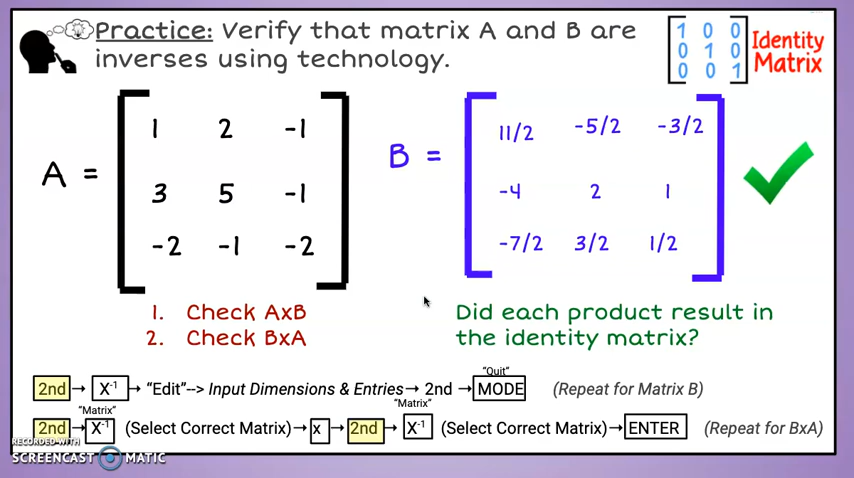 Practice: Verify that matrix A and B are
inverses using technology.
1 0 0
0 1 0
0 0 1
Identity
Matrix
A =
1 2 -1
3 5 -1
-2 -1 -2
B =
11/2 -5/2 -3/2
-4 2 1
-7/2 3/2 1/2
1. Check AxB
2. Check BxA
Did each product result in
the identity matrix?
"Quit"
2nd → X-1 → "Edit"--> Input Dimensions & Entries→ 2nd → MODE (Repeat for Matrix B)
"Matrix" "Matrix"
2nd → X-1 (Select Correct Matrix)→ x → 2nd → X-1 (Select Correct Matrix)→ ENTER (Repeat for BxA)
RECORDED WITH
SCREENCAST MATIC